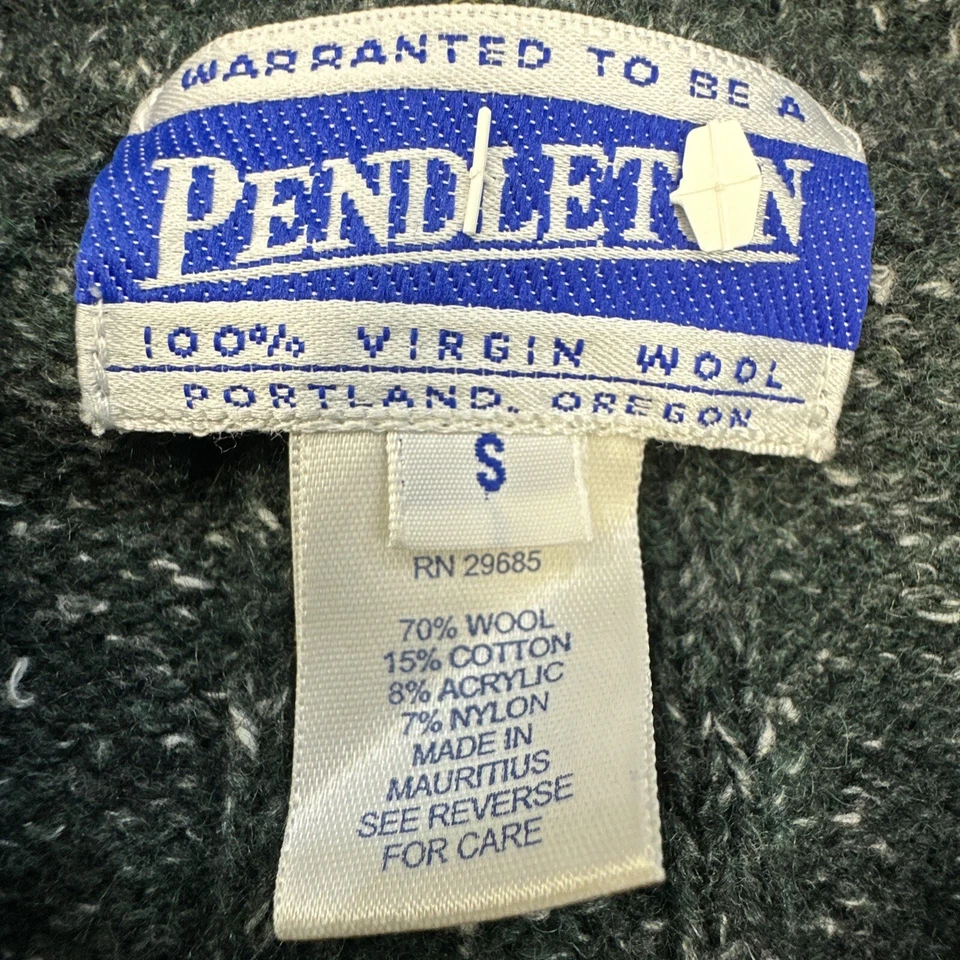 WARRANTED TO BE A
PENDLETON
100% VIRGIN WOOL
PORTLAND, OREGON
S
RN 29685
70% WOOL
15% COTTON
8% ACRYLIC
7% NYLON
MADE IN
MAURITIUS
SEE REVERSE
FOR CARE